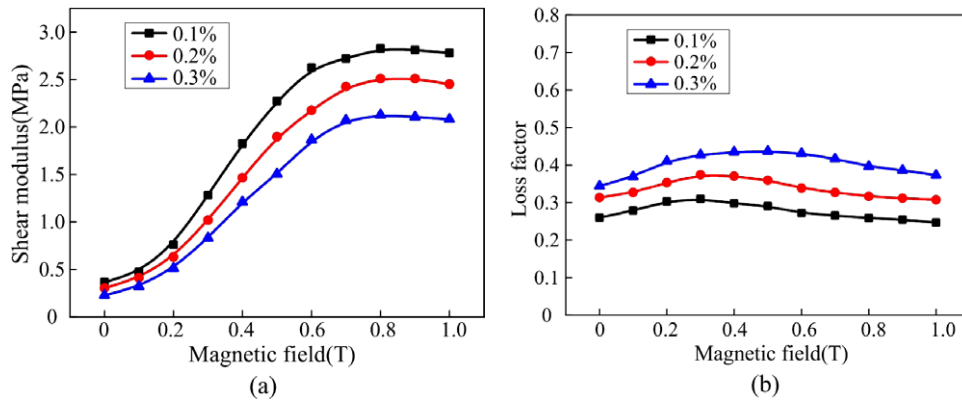 3.0
2.5
2.0
1.5
1.0
0.5
0
0 0.2 0.4 0.6 0.8 1.0
Shear modulus(MPa)
Magnetic field(T)
0.1%
0.2%
0.3%
(a)
0.8
0.7
0.6
0.5
0.4
0.3
0.2
0.1
0
0 0.2 0.4 0.6 0.8 1.0
Loss factor
Magnetic field(T)
0.1%
0.2%
0.3%
(b)